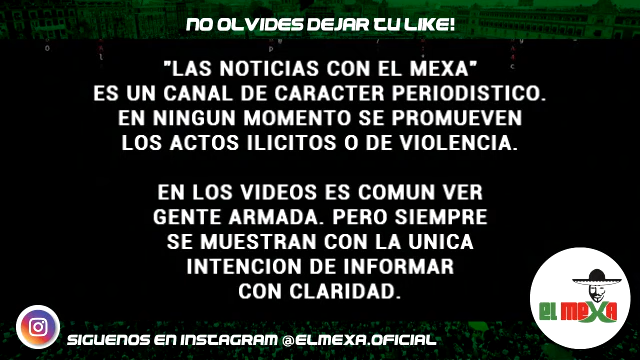 NO OLVIDES DEJAR TU LIKE!
"LAS NOTICIAS CON EL MEXA"
ES UN CANAL DE CARACTER PERIODISTICO.
EN NINGUN MOMENTO SE PROMUEVEN
LOS ACTOS ILICITOS O DE VIOLENCIA.
EN LOS VIDEOS ES COMUN VER
GENTE ARMADA. PERO SIEMPRE
SE MUESTRAN CON LA UNICA
INTENCION DE INFORMAR
CON CLARIDAD.
EL MEXA
SIGUENOS EN INSTAGRAM @ELMEXA.OFICIAL